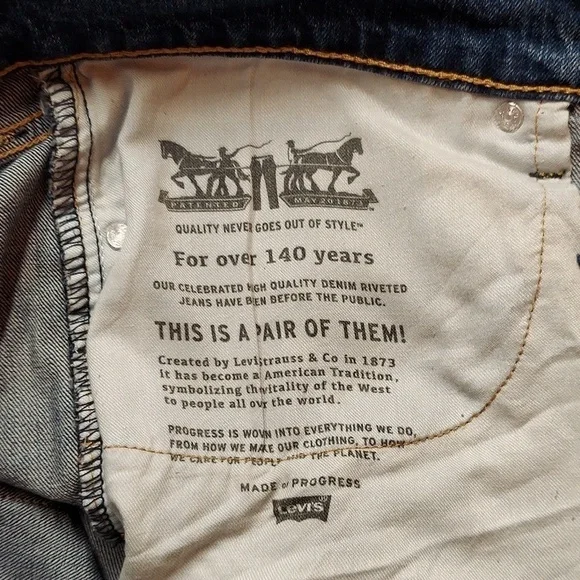 PATENTED MAY 20 1873
QUALITY NEVER GOES OUT OF STYLE™
For over 140 years
OUR CELEBRATED HIGH QUALITY DENIM RIVETED
JEANS HAVE BEEN BEFORE THE PUBLIC.
THIS IS A PAIR OF THEM!
Created by Levi Strauss & Co in 1873
it has become a American Tradition,
symbolizing the vitality of the West
to people all over the world.
PROGRESS IS WOVEN INTO EVERYTHING WE DO,
FROM HOW WE MAKE OUR CLOTHING, TO HOW
WE CARE FOR PEOPLE AND THE PLANET.
MADE of PROGRESS
Levi's